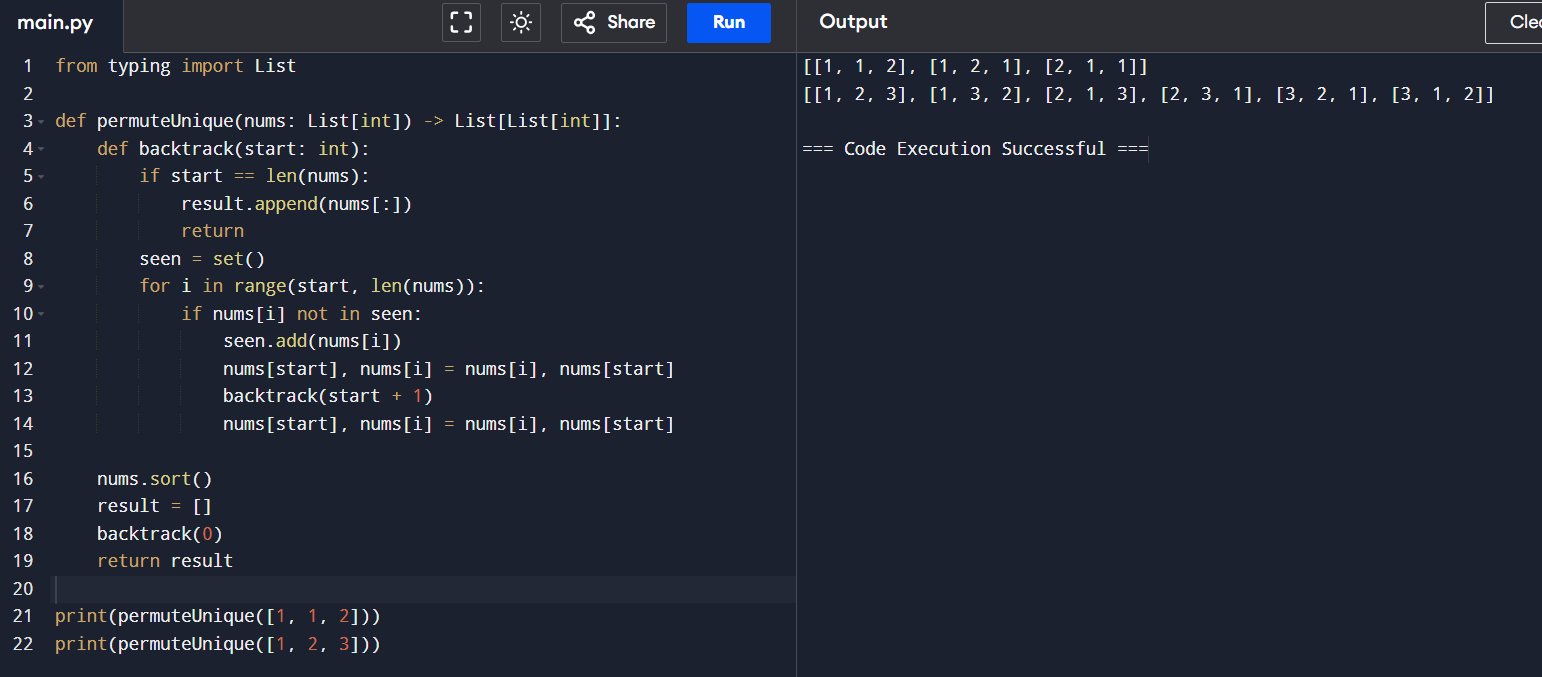 main.py
Share
Run
Output
1 from typing import List
2
3 def permuteUnique(nums: List[int]) -> List[List[int]]:
4     def backtrack(start: int):
5         if start == len(nums):
6             result.append(nums[:])
7             return
8         seen = set()
9         for i in range(start, len(nums)):
10             if nums[i] not in seen:
11                 seen.add(nums[i])
12                 nums[start], nums[i] = nums[i], nums[start]
13                 backtrack(start + 1)
14                 nums[start], nums[i] = nums[i], nums[start]
15
16     nums.sort()
17     result = []
18     backtrack(0)
19     return result
20
21 print(permuteUnique([1, 1, 2]))
22 print(permuteUnique([1, 2, 3]))
[[1, 1, 2], [1, 2, 1], [2, 1, 1]]
[[1, 2, 3], [1, 3, 2], [2, 1, 3], [2, 3, 1], [3, 2, 1], [3, 1, 2]]
=== Code Execution Successful ===